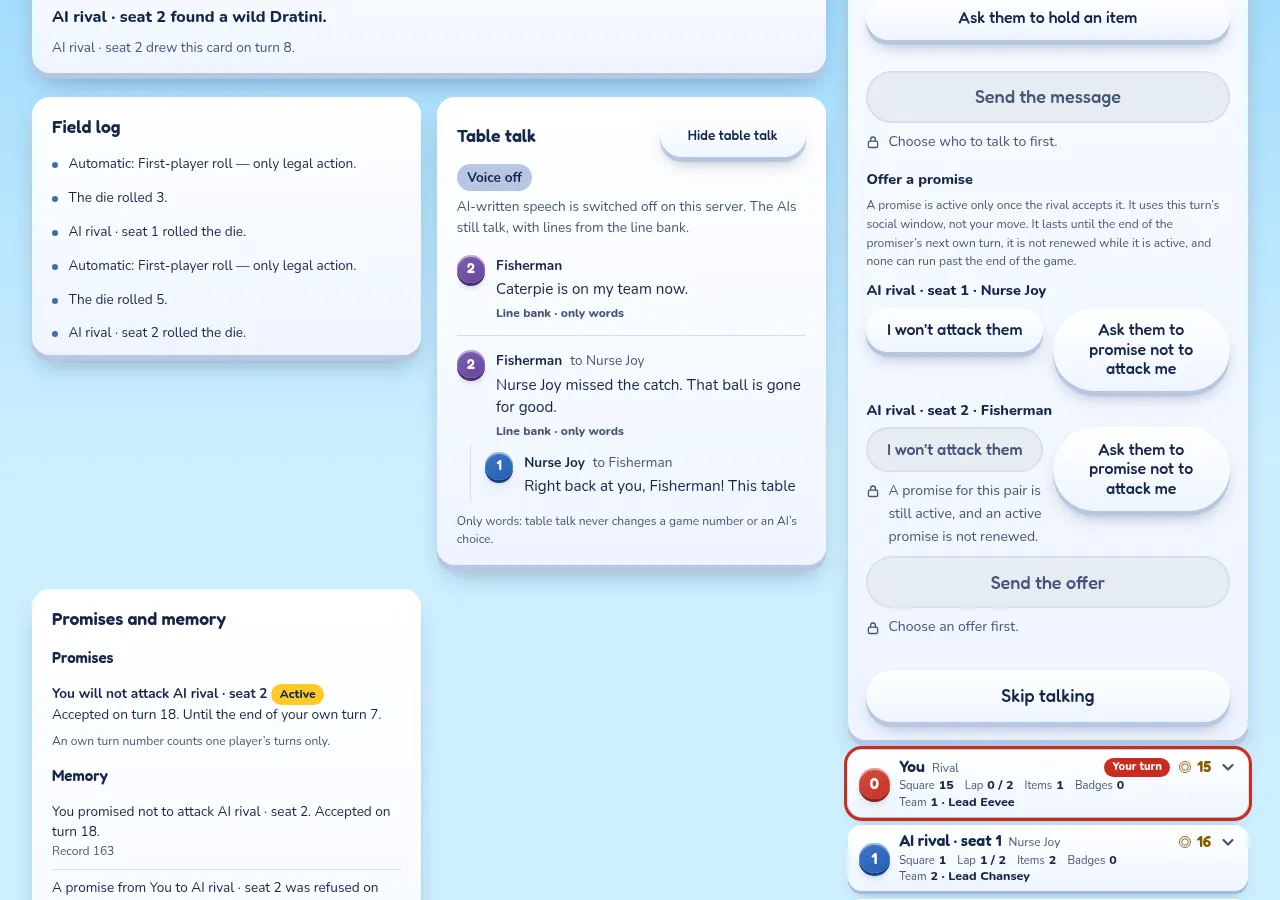 AI rival · seat 2 found a wild Dratini.
AI rival · seat 2 drew this card on turn 8.
Field log
Automatic: First-player roll — only legal action.
The die rolled 3.
AI rival · seat 1 rolled the die.
Automatic: First-player roll — only legal action.
The die rolled 5.
AI rival · seat 2 rolled the die.
Table talk
Hide table talk
Voice off
AI-written speech is switched off on this server. The AIs
still talk, with lines from the line bank.
2
Fisherman
Caterpie is on my team now.
Line bank · only words
2
Fisherman to Nurse Joy
Nurse Joy missed the catch. That ball is gone
for good.
Line bank · only words
1
Nurse Joy to Fisherman
Right back at you, Fisherman! This table
Only words: table talk never changes a game number or an AI’s
choice.
Promises and memory
Promises
You will not attack AI rival · seat 2 Active
Accepted on turn 18. Until the end of your own turn 7.
An own turn number counts one player’s turns only.
Memory
You promised not to attack AI rival · seat 2. Accepted on
turn 18.
Record 163
A promise from You to AI rival · seat 2 was refused on
Ask them to hold an item
Send the message
Choose who to talk to first.
Offer a promise
A promise is active only once the rival accepts it. It uses this turn’s
social window, not your move. It lasts until the end of the
promiser’s next own turn, it is not renewed while it is active, and
none can run past the end of the game.
AI rival · seat 1 · Nurse Joy
I won’t attack them
Ask them to
promise not to
attack me
AI rival · seat 2 · Fisherman
I won’t attack them
Ask them to
promise not to
attack me
A promise for this pair is
still active, and an active
promise is not renewed.
Send the offer
Choose an offer first.
Skip talking
0
You Rival Your turn 15
Square 15 Lap 0 / 2 Items 1 Badges 0
Team 1 · Lead Eevee
1
AI rival · seat 1 Nurse Joy 16
Square 1 Lap 1 / 2 Items 2 Badges 0
Team 2 · Lead Chansey